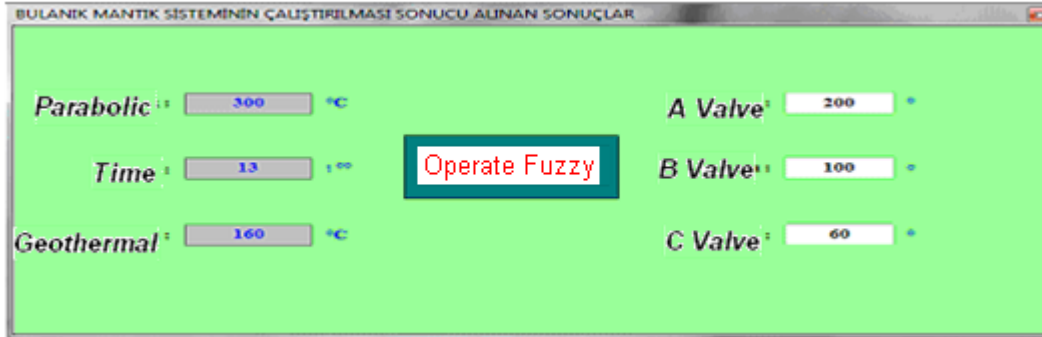 BULANIK MANTIK SİSTEMİNİN ÇALIŞTIRILMASI SONUCU ALINAN SONUÇLAR
Parabolic : 300 °C
Time : 13 : 00
Geothermal : 160 °C
Operate Fuzzy
A Valve : 200 °
B Valve : 100 °
C Valve : 60 °